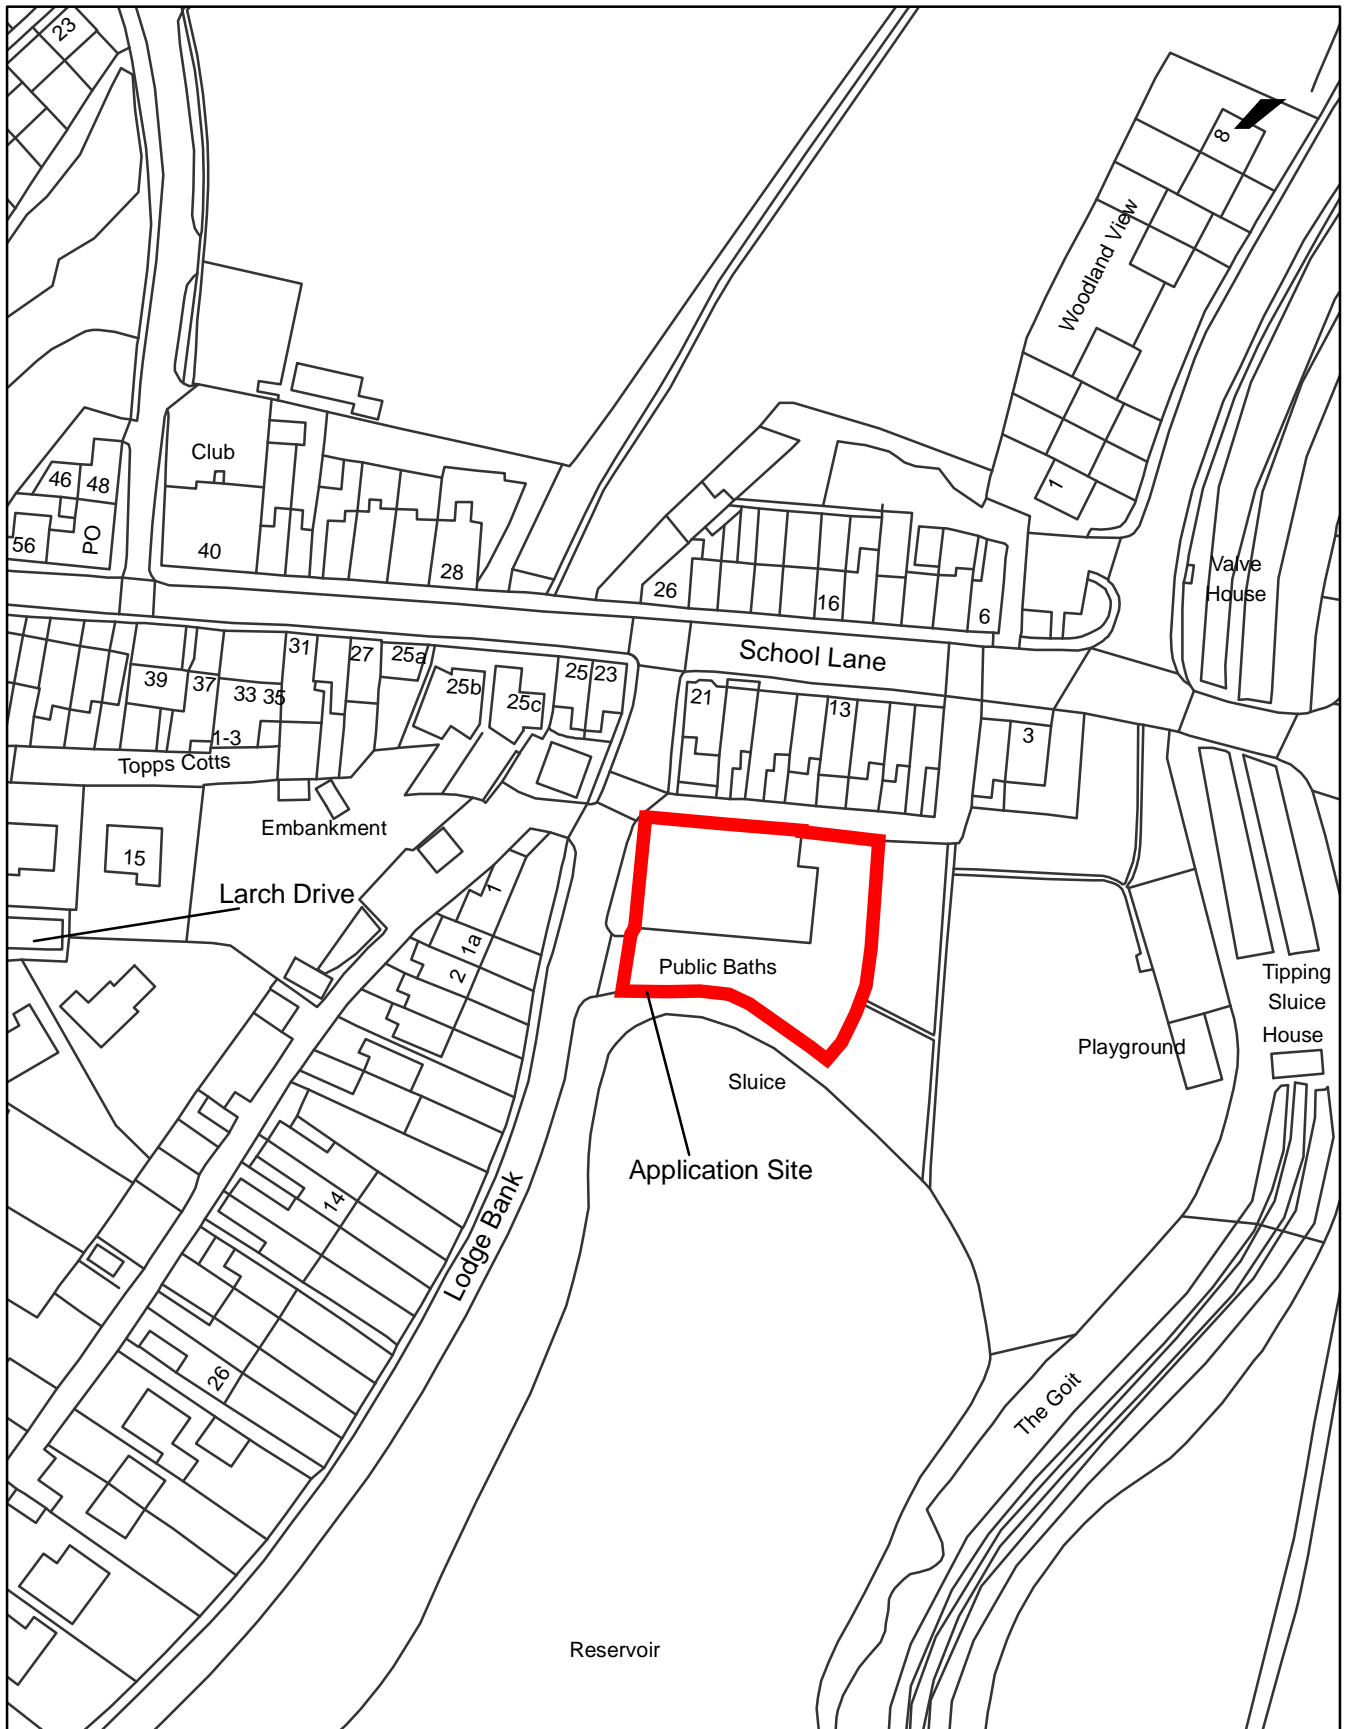 23
8
Woodland View
Club
46
48
1
PO
56
40
28
Valve
House
26
16
6
School Lane
31
27
25a
39
37
33
35
25b
25c
25
23
21
13
3
1-3
Topps Cotts
Embankment
15
Larch Drive
1
1a
2
Public Baths
Tipping
Sluice
House
Playground
Sluice
Application Site
14
Lodge Bank
26
The Goit
Reservoir